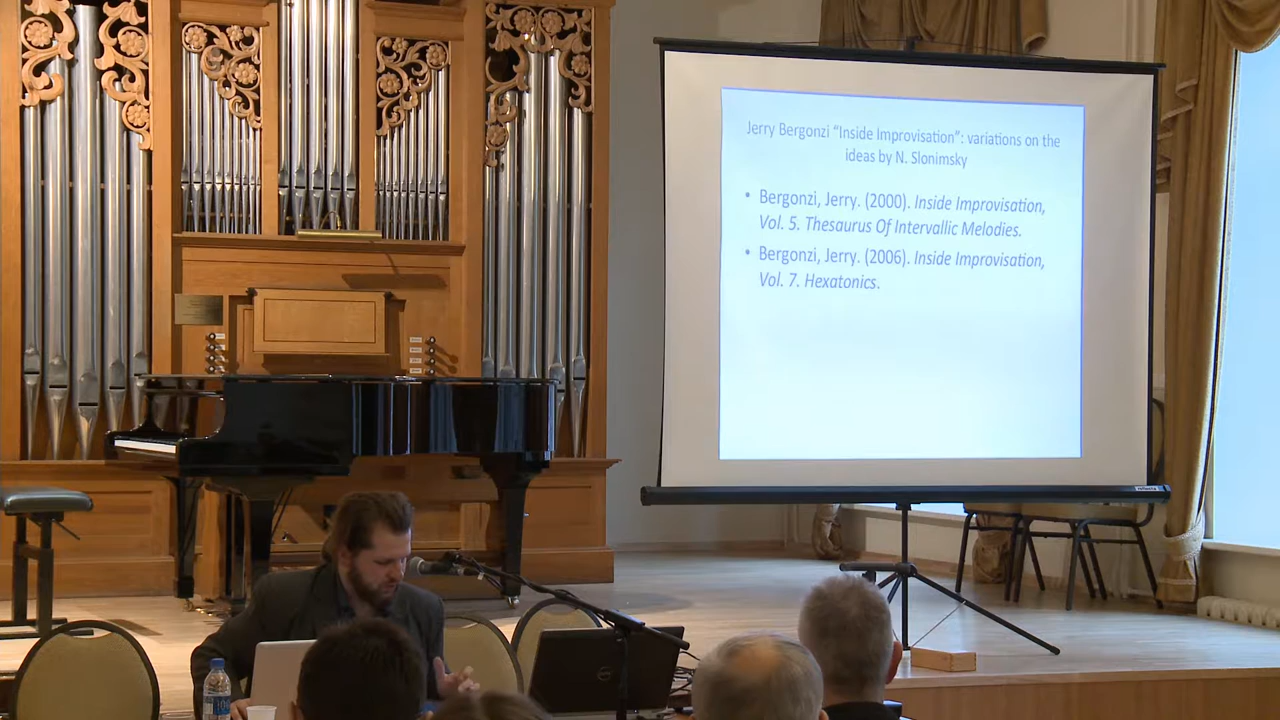 Jerry Bergonzi “Inside Improvisation”: variations on the
ideas by N. Slonimsky
• Bergonzi, Jerry. (2000). Inside Improvisation,
Vol. 5. Thesaurus Of Intervallic Melodies.
• Bergonzi, Jerry. (2006). Inside Improvisation,
Vol. 7. Hexatonics.
DELL